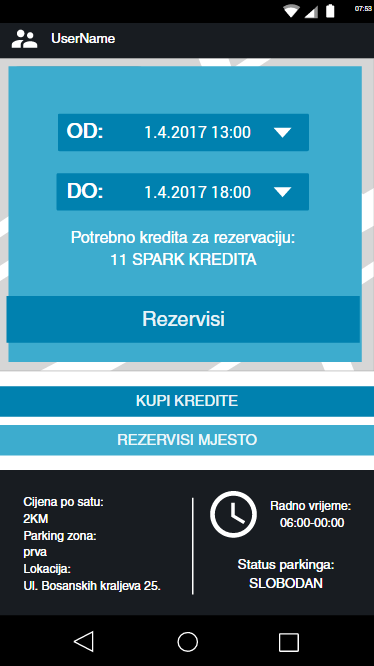 07:53
UserName
OD: 1.4.2017 13:00
DO: 1.4.2017 18:00
Potrebno kredita za rezervaciju:
11 SPARK KREDITA
Rezervisi
KUPI KREDITE
REZERVISI MJESTO
Cijena po satu:
2KM
Parking zona:
prva
Lokacija:
Ul. Bosanskih kraljeva 25.
Radno vrijeme:
06:00-00:00
Status parkinga:
SLOBODAN